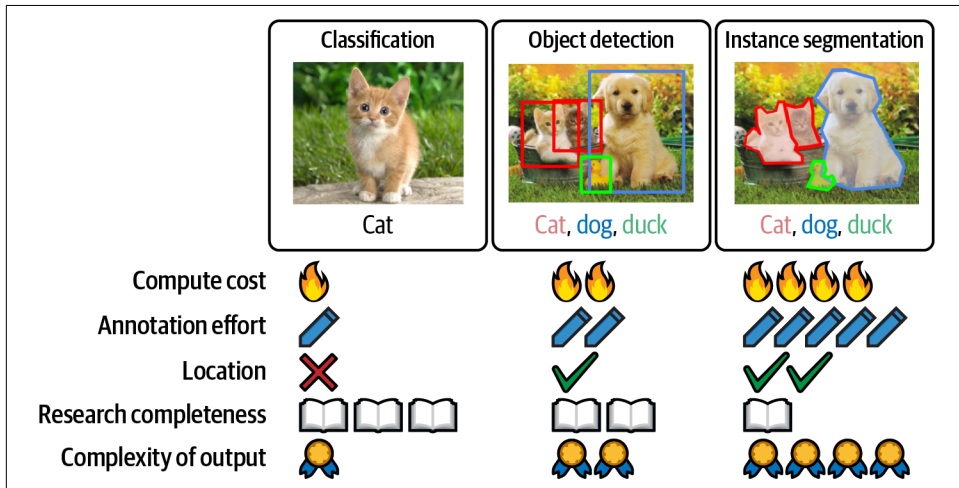 Classification
Object detection
Instance segmentation
Cat
Cat, dog, duck
Cat, dog, duck
Compute cost
Annotation effort
Location
Research completeness
Complexity of output